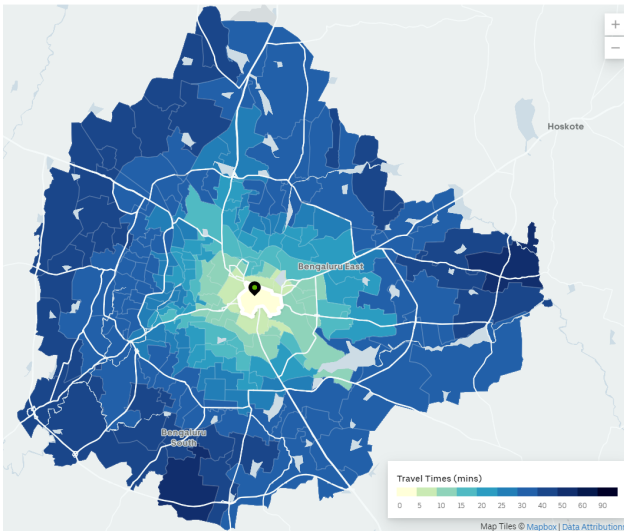 +
−
Hoskote
Bengaluru East
Bengaluru
South
Travel Times (mins)
0 5 10 15 20 25 30 40 50 60 90
Map Tiles © Mapbox | Data Attributions